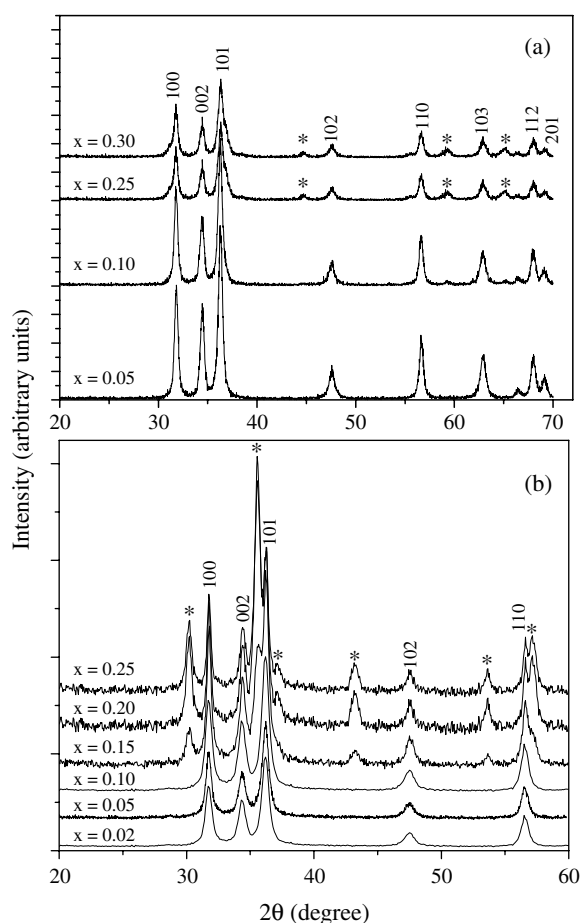 (a)
100
002
101
102
110
*
103
*
112
201
*
x = 0.30
x = 0.25
* * *
x = 0.10
x = 0.05
20 30 40 50 60 70
Intensity (arbitrary units)
(b)
*
101
100
002
*
*
*
102
*
110
*
x = 0.25
x = 0.20
x = 0.15
x = 0.10
x = 0.05
x = 0.02
20 30 40 50 60
2θ (degree)